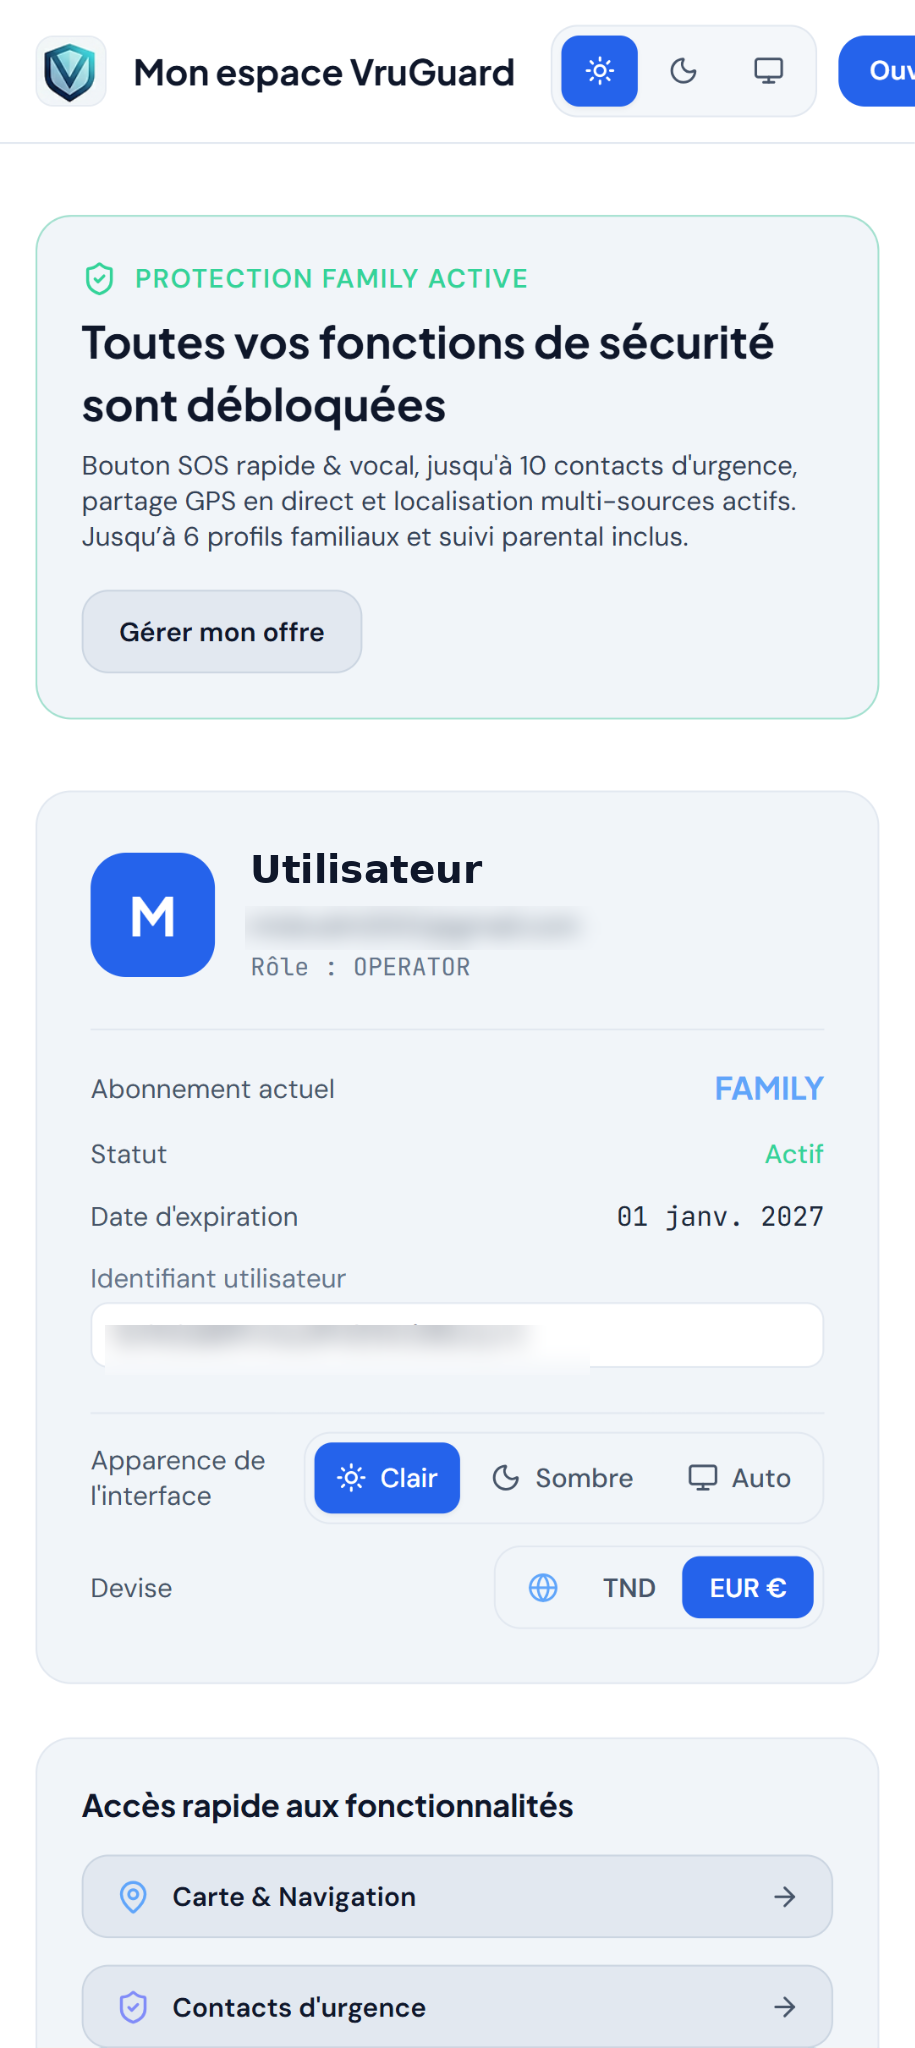 Mon espace VruGuard
PROTECTION FAMILY ACTIVE
Toutes vos fonctions de sécurité
sont débloquées
Bouton SOS rapide & vocal, jusqu'à 10 contacts d'urgence,
partage GPS en direct et localisation multi-sources actifs.
Jusqu’à 6 profils familiaux et suivi parental inclus.
Gérer mon offre
M
Utilisateur
Rôle : OPERATOR
Abonnement actuel FAMILY
Statut Actif
Date d'expiration 01 janv. 2027
Identifiant utilisateur
Apparence de
l'interface
Clair Sombre Auto
Devise TND EUR €
Accès rapide aux fonctionnalités
Carte & Navigation
Contacts d'urgence